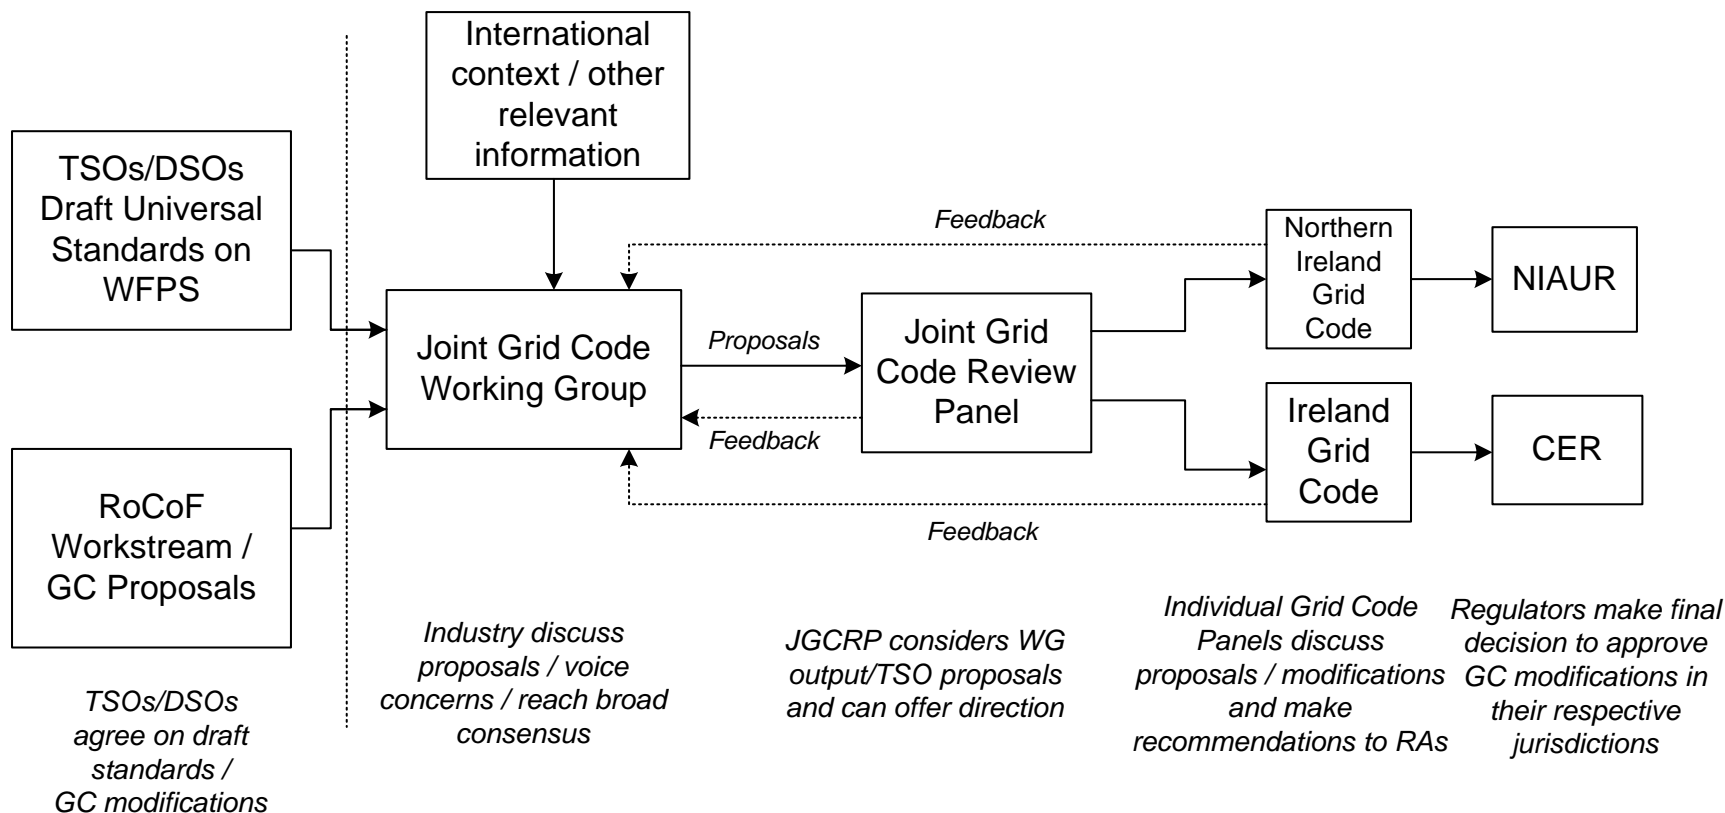 International
context / other
relevant
information
TSOs/DSOs
Draft Universal
Standards on
WFPS
Feedback
Northern
Ireland
Grid
Code
NIAUR
Joint Grid Code
Working Group
Proposals
Joint Grid
Code Review
Panel
Feedback
Ireland
Grid
Code
CER
RoCoF
Workstream /
GC Proposals
Feedback
TSOs/DSOs
agree on draft
standards /
GC modifications
Industry discuss
proposals / voice
concerns / reach broad
consensus
JGCRP considers WG
output/TSO proposals
and can offer direction
Individual Grid Code
Panels discuss
proposals / modifications
and make
recommendations to RAs
Regulators make final
decision to approve
GC modifications in
their respective
jurisdictions